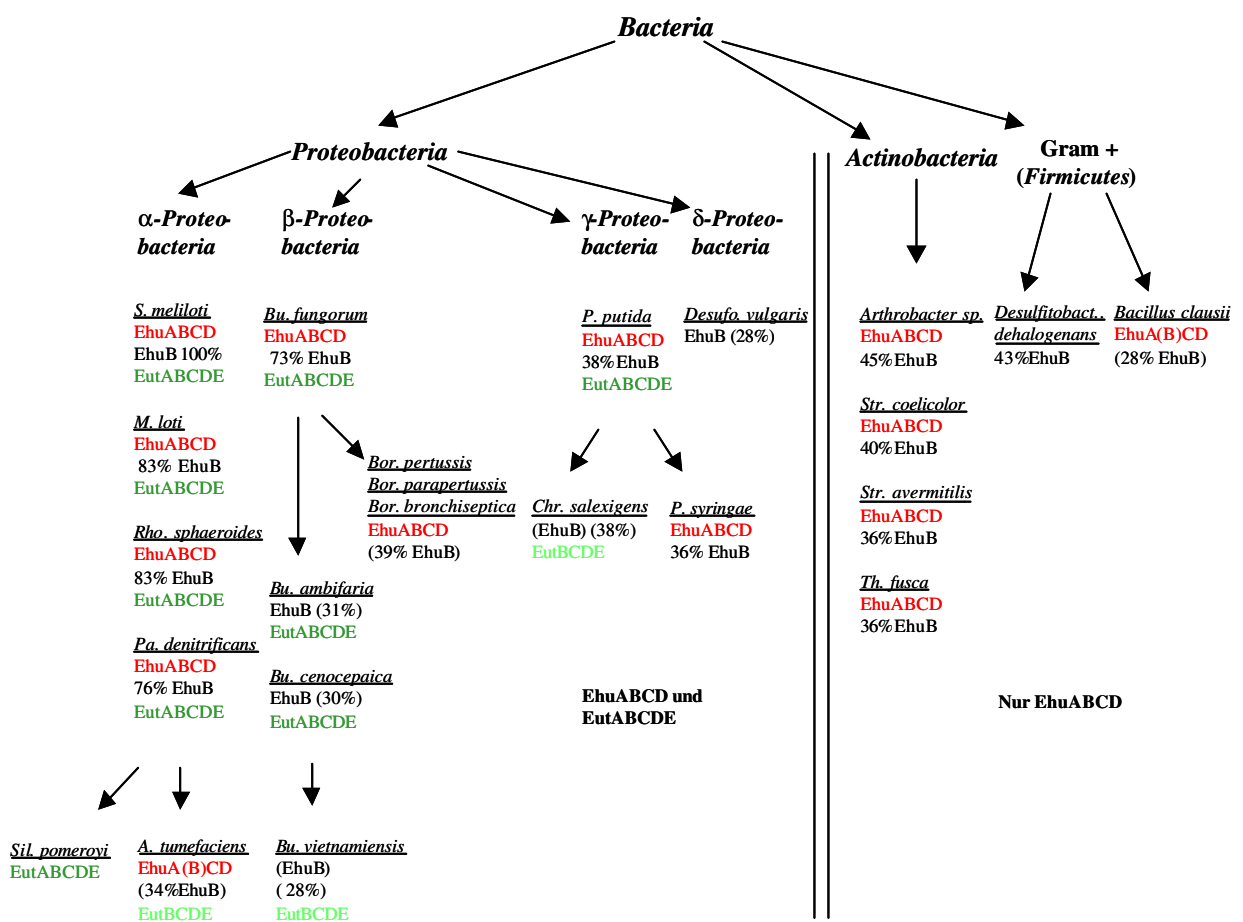 Bacteria
Proteobacteria
Actinobacteria
Gram +
(Firmicutes)
α-Proteo-
bacteria
β-Proteo-
bacteria
γ-Proteo-
bacteria
δ-Proteo-
bacteria
S. meliloti
EhuABCD
EhuB 100%
EutABCDE
M. loti
EhuABCD
83% EhuB
EutABCDE
Rho. sphaeroides
EhuABCD
83% EhuB
EutABCDE
Pa. denitrificans
EhuABCD
76% EhuB
EutABCDE
Sil. pomeroyi
EutABCDE
A. tumefaciens
EhuA(B)CD
(34%EhuB)
EutBCDE
Bu. fungorum
EhuABCD
73% EhuB
EutABCDE
Bor. pertussis
Bor. parapertussis
Bor. bronchiseptica
EhuABCD
(39% EhuB)
Bu. ambifaria
EhuB (31%)
EutABCDE
Bu. cenocepaica
EhuB (30%)
EutABCDE
Bu. vietnamiensis
(EhuB)
( 28%)
EutBCDE
P. putida
EhuABCD
38% EhuB
EutABCDE
Chr. salexigens
(EhuB) (38%)
EutBCDE
P. syringae
EhuABCD
36% EhuB
Desufo. vulgaris
EhuB (28%)
EhuABCD und
EutABCDE
Arthrobacter sp.
EhuABCD
45%EhuB
Str. coelicolor
EhuABCD
40%EhuB
Str. avermitilis
EhuABCD
36%EhuB
Th. fusca
EhuABCD
36%EhuB
Desulfitobact..
dehalogenans
43%EhuB
Bacillus clausii
EhuA(B)CD
(28% EhuB)
Nur EhuABCD